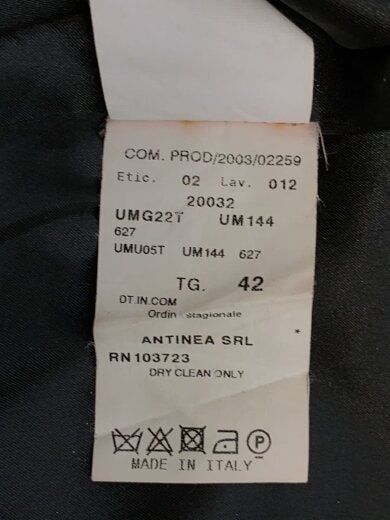 COM. PROD/2003/02259
Etic. 02 Lav. 012
20032
UMG22T UM144
627
UMU05T UM144 627
TG. 42
DT.IN.COM
Ordin stagionale
ANTINEA SRL
RN103723
DRY CLEAN ONLY
P
MADE IN ITALY